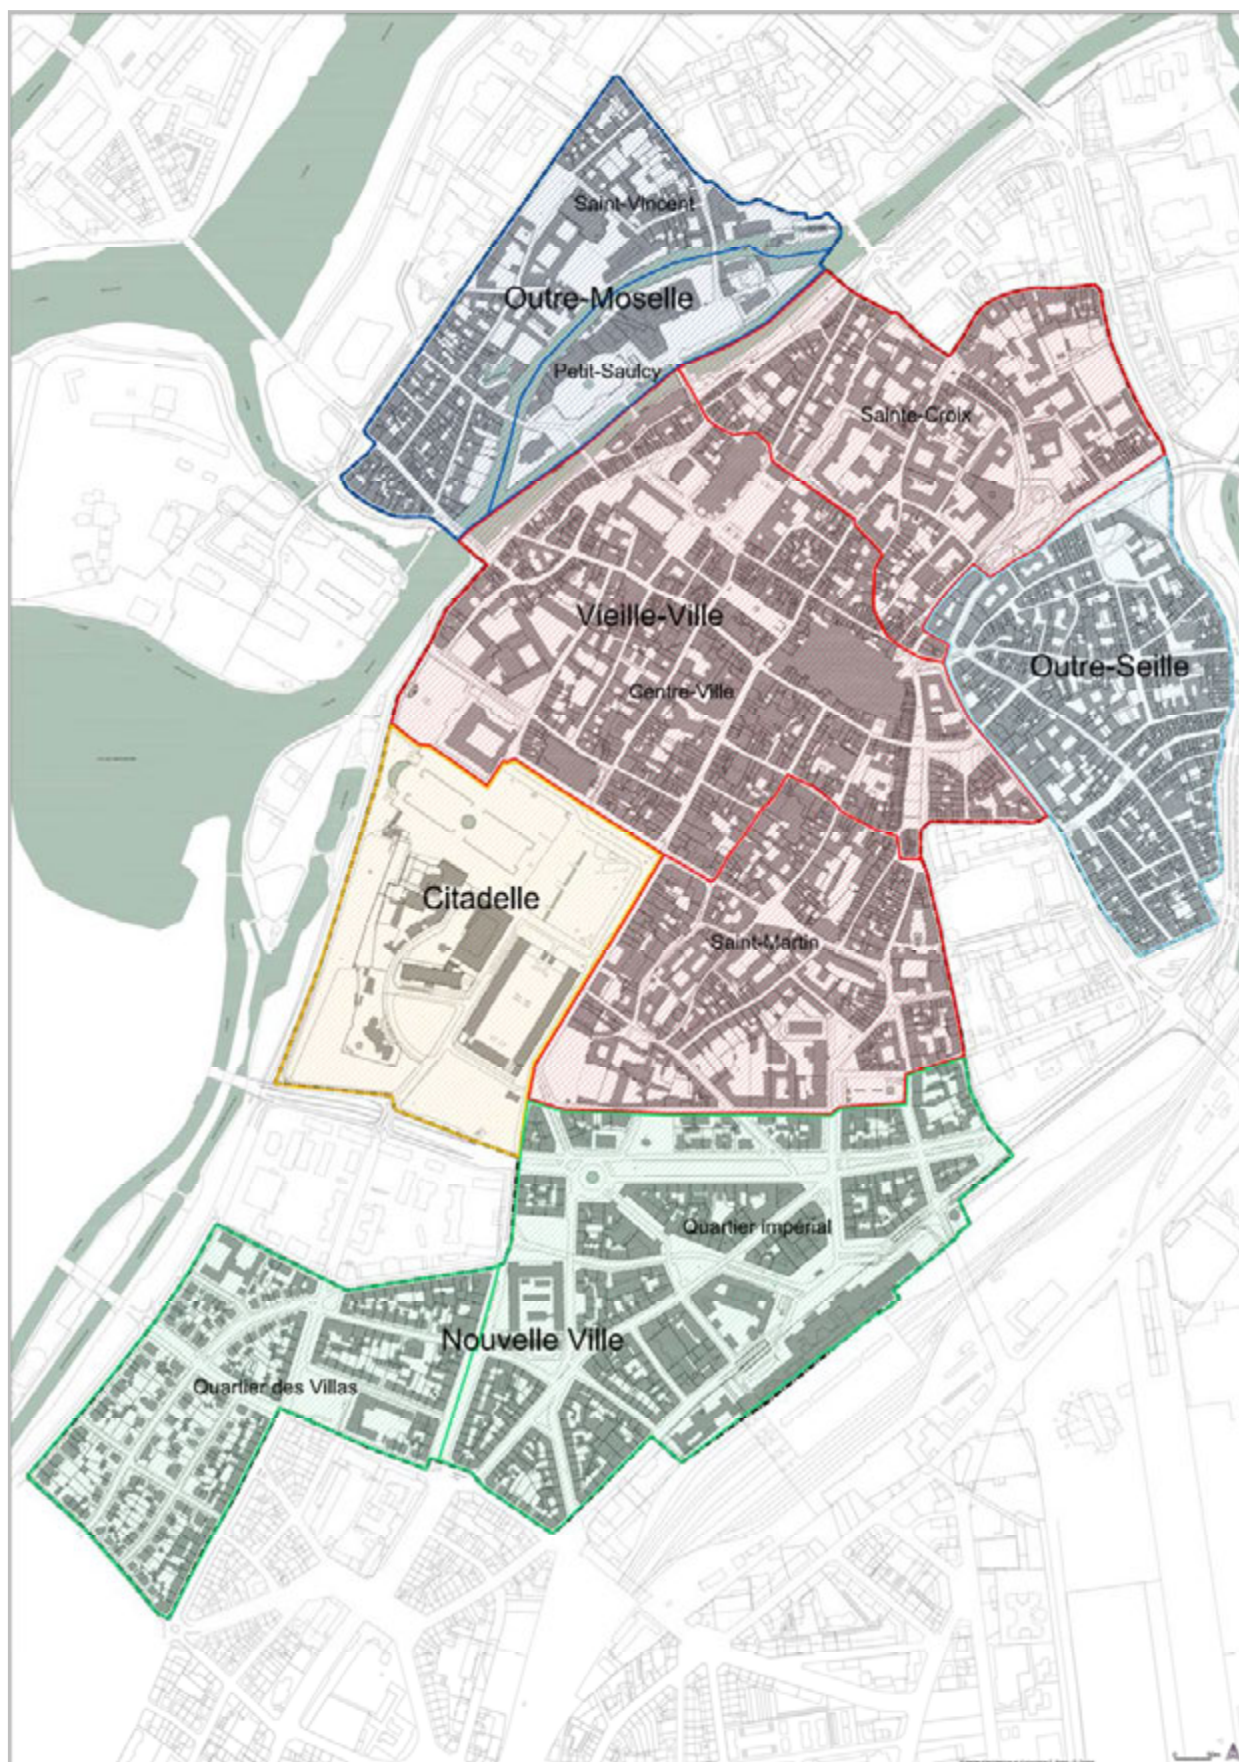 Saint-Vincent
Outre-Moselle
Petit-Saulcy
Sainte-Croix
Vieille-Ville
Outre-Seille
Centre-Ville
Citadelle
Saint-Martin
Quartier impérial
Nouvelle Ville
Quartier des Villas